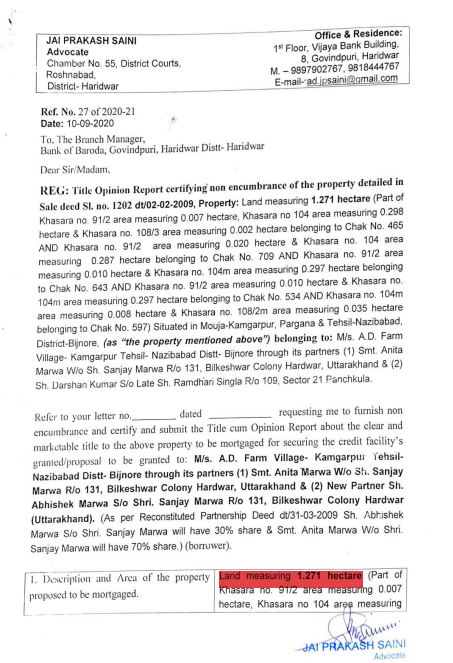 JAI PRAKASH SAINI
Advocate
Chamber No. 55, District Courts,
Roshnabad,
District- Haridwar
Office & Residence:
1st Floor, Vijaya Bank Building,
8, Govindpuri, Haridwar
M. – 9897902767, 9818444767
E-mail- ad.jpsaini@gmail.com
Ref. No. 27 of 2020-21
Date: 10-09-2020
To, The Branch Manager,
Bank of Baroda, Govindpuri, Haridwar Distt- Haridwar
Dear Sir/Madam,
REG: Title Opinion Report certifying non encumbrance of the property detailed in
Sale deed Sl. no. 1202 dt/02-02-2009, Property: Land measuring 1.271 hectare (Part of
Khasara no. 91/2 area measuring 0.007 hectare, Khasara no 104 area measuring 0.298
hectare & Khasara no. 108/3 area measuring 0.002 hectare belonging to Chak No. 465
AND Khasara no. 91/2 area measuring 0.020 hectare & Khasara no. 104 area
measuring 0.287 hectare belonging to Chak No. 709 AND Khasara no. 91/2 area
measuring 0.010 hectare & Khasara no. 104m area measuring 0.297 hectare belonging
to Chak No. 643 AND Khasara no. 91/2 area measuring 0.010 hectare & Khasara no.
104m area measuring 0.297 hectare belonging to Chak No. 534 AND Khasara no. 104m
area measuring 0.008 hectare & Khasara no. 108/2m area measuring 0.035 hectare
belonging to Chak No. 597) Situated in Mouja-Kamgarpur, Pargana & Tehsil-Nazibabad,
District-Bijnore, (as "the property mentioned above") belonging to: M/s. A.D. Farm
Village- Kamgarpur Tehsil- Nazibabad Distt- Bijnore through its partners (1) Smt. Anita
Marwa W/o Sh. Sanjay Marwa R/o 131, Bilkeshwar Colony Hardwar, Uttarakhand & (2)
Sh. Darshan Kumar S/o Late Sh. Ramdhari Singla R/o 109, Sector 21 Panchkula.
Refer to your letter no.________ dated ____________ requesting me to furnish non
encumbrance and certify and submit the Title cum Opinion Report about the clear and
marketable title to the above property to be mortgaged for securing the credit facility's
granted/proposal to be granted to: M/s. A.D. Farm Village- Kamgarpur Tehsil-
Nazibabad Distt- Bijnore through its partners (1) Smt. Anita Marwa W/o Sh. Sanjay
Marwa R/o 131, Bilkeshwar Colony Hardwar, Uttarakhand & (2) New Partner Sh.
Abhishek Marwa S/o Shri. Sanjay Marwa R/o 131, Bilkeshwar Colony Hardwar
(Uttarakhand). (As per Reconstituted Partnership Deed dt/31-03-2009 Sh. Abhishek
Marwa S/o Shri. Sanjay Marwa will have 30% share & Smt. Anita Marwa W/o Shri.
Sanjay Marwa will have 70% share.) (borrower).
1. Description and Area of the property
proposed to be mortgaged.
Land measuring 1.271 hectare (Part of
Khasara no. 91/2 area measuring 0.007
hectare, Khasara no 104 area measuring
JAI PRAKASH SAINI
Advocate